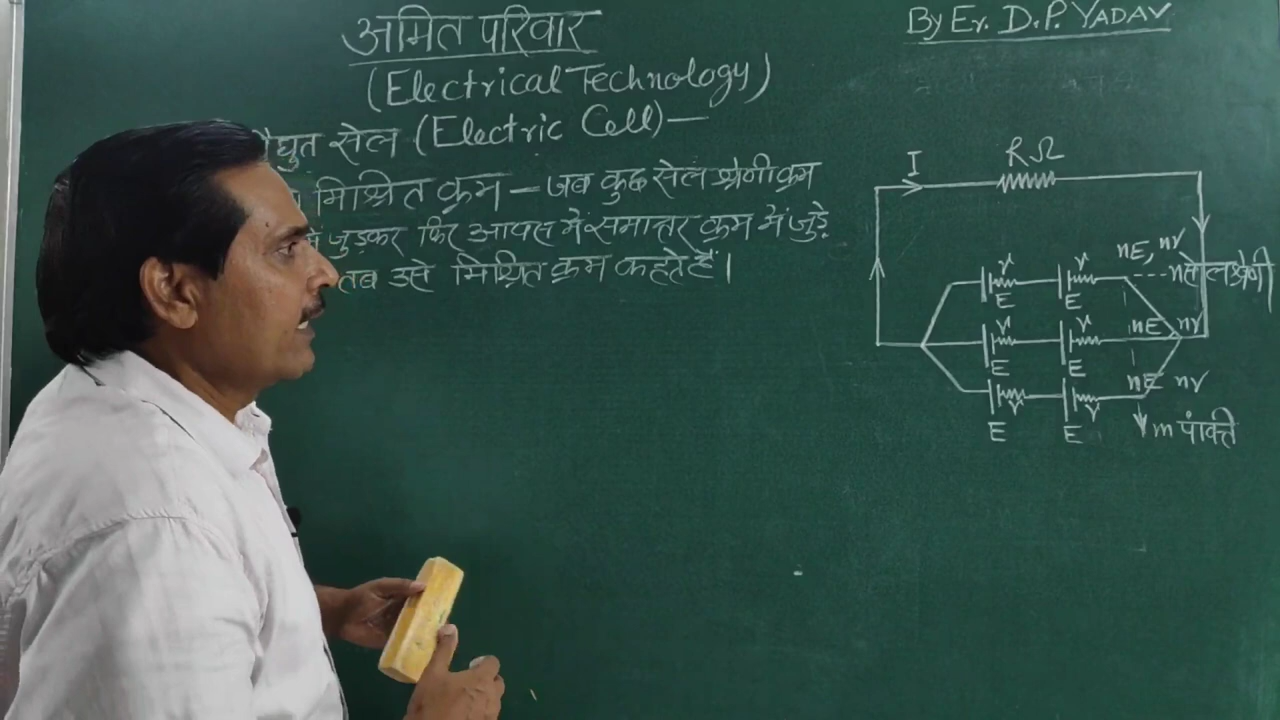 अमित परिवार
By Er. D.P. YADAV
(Electrical Technology)
सेल (Electric Cell)—
मिश्रित क्रम — जब कुछ सेल श्रेणीक्रम
में जुड़कर फिर आपस में समान्तर क्रम में जुड़े
तब उसे मिश्रित क्रम कहते हैं।
I
RΩ
nE, nr
r r
---- nसेल श्रेणी
E E
r r nE nr
E E
nE nr
r r
m पंक्ति
E E